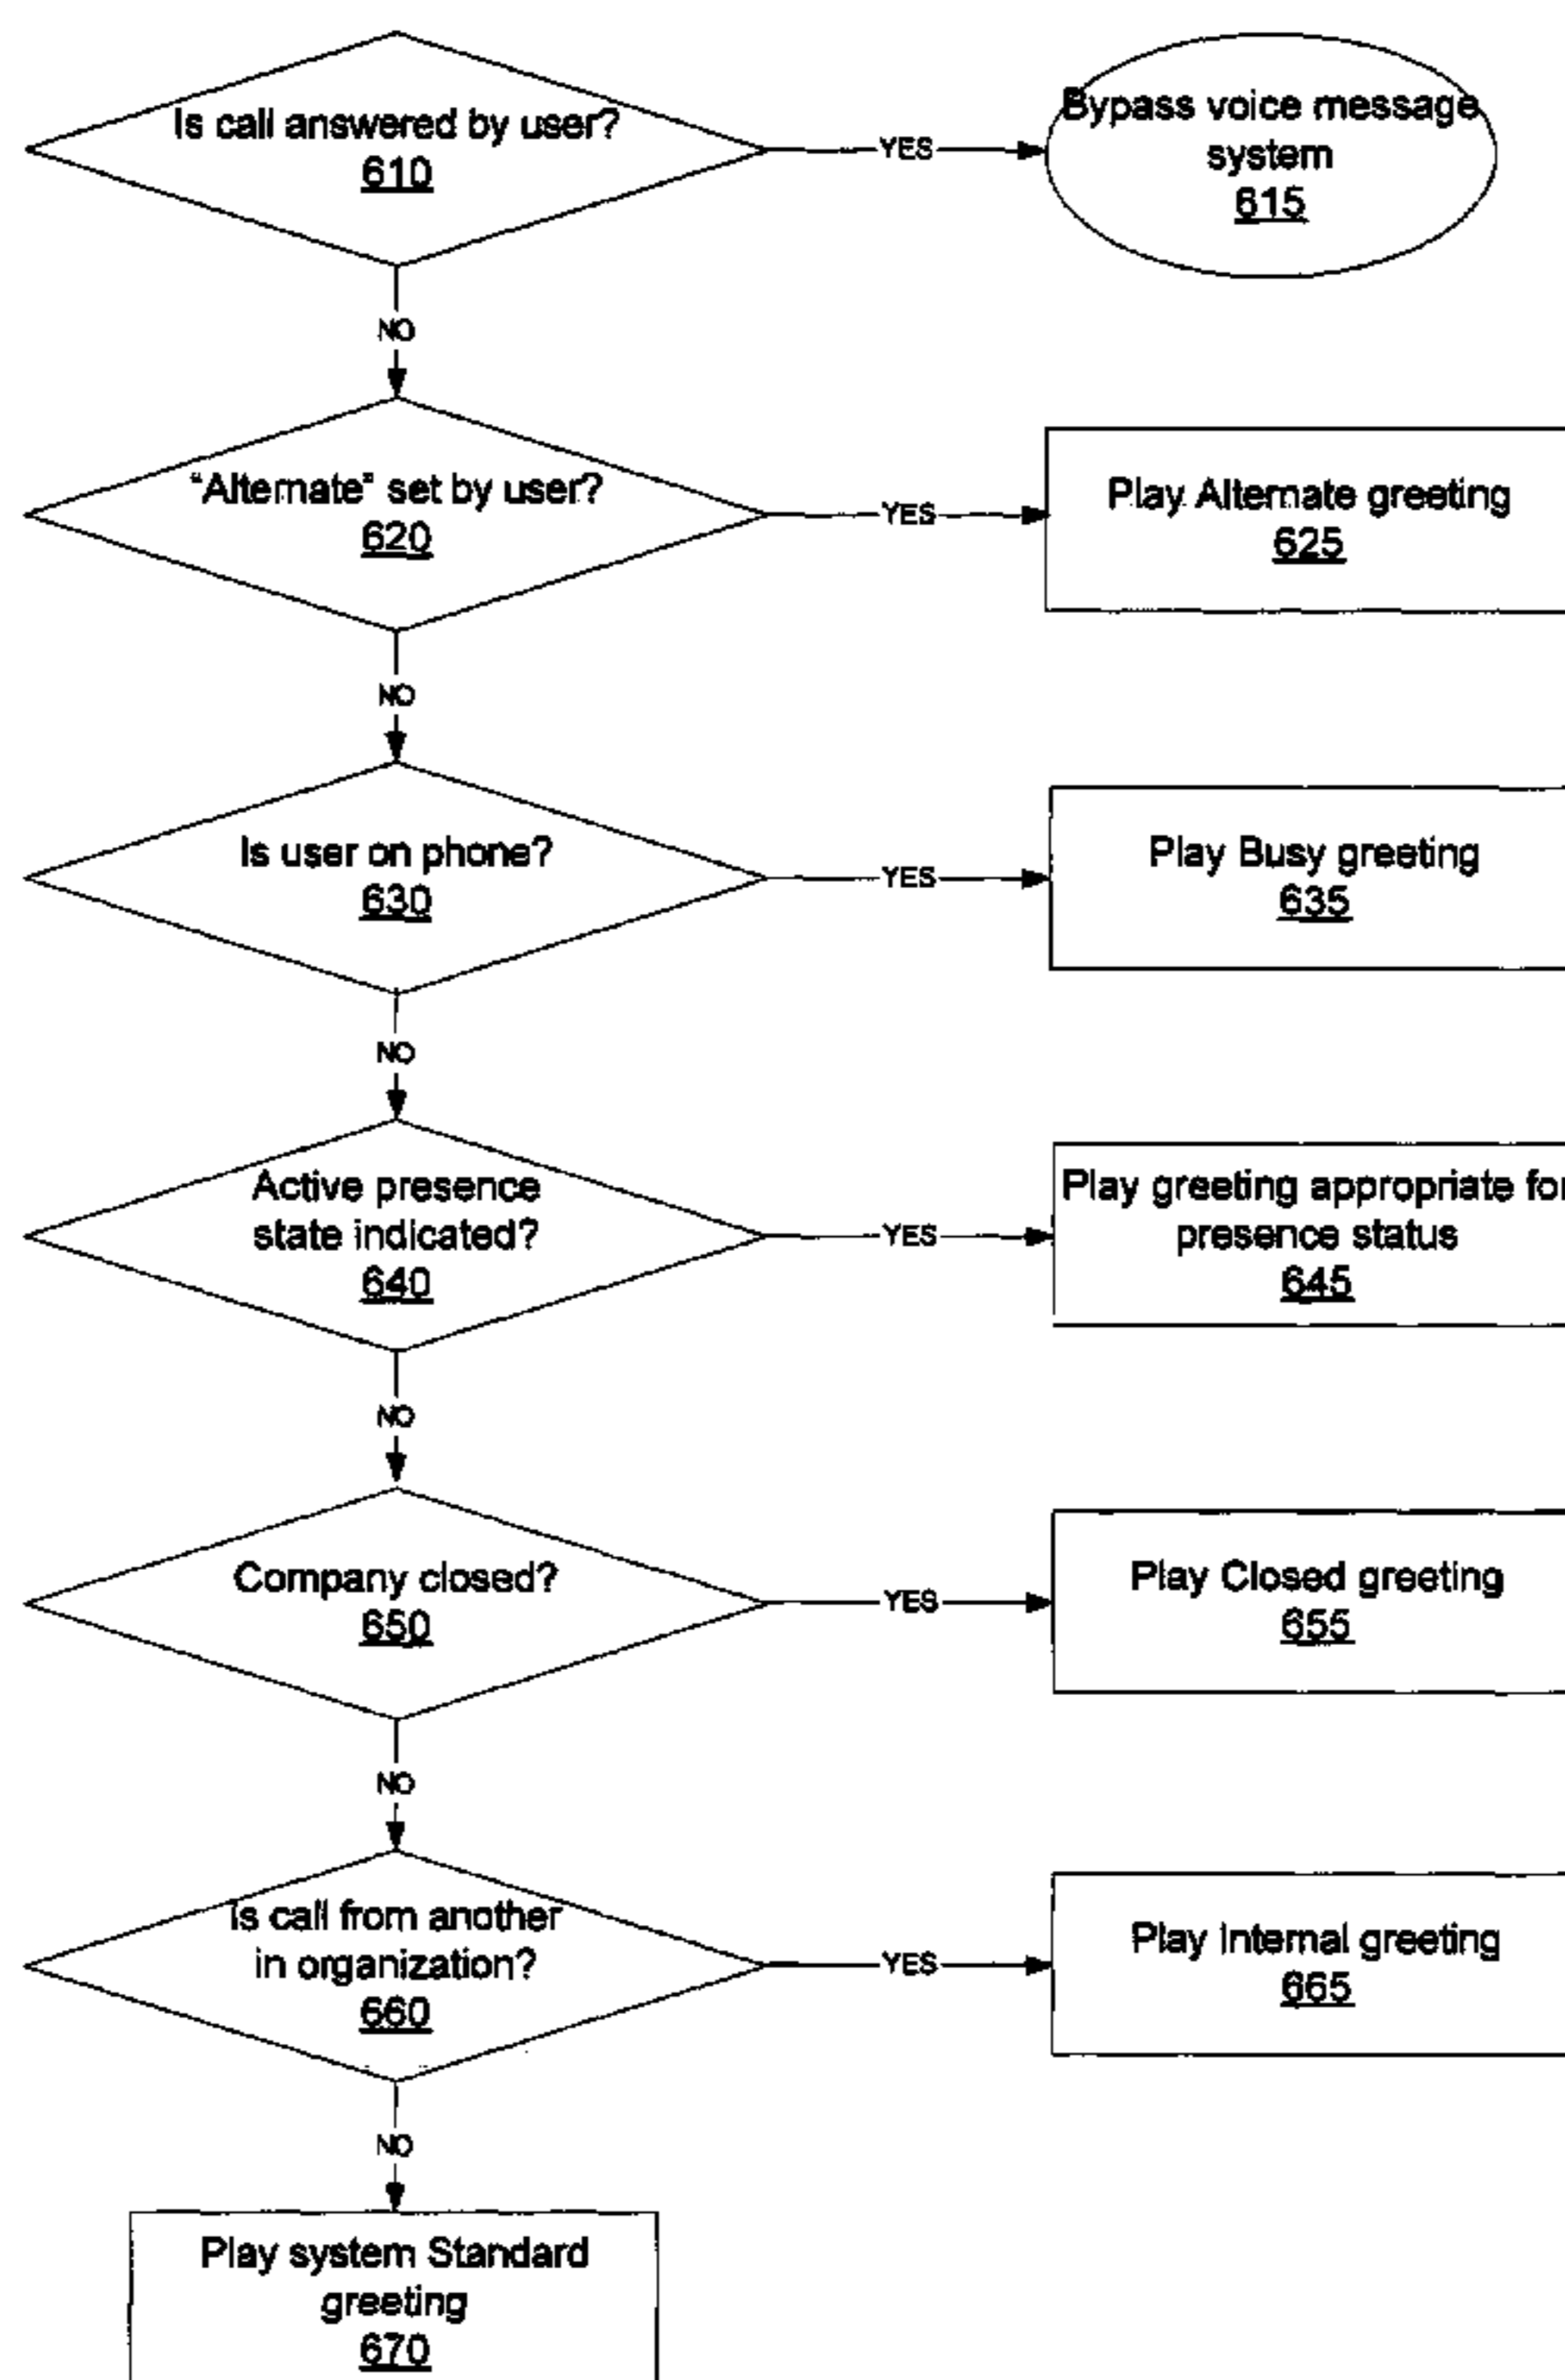 Is call answered by user?
610
YES
Bypass voice message
system
615
NO
"Alternate" set by user?
620
YES
Play Alternate greeting
625
NO
Is user on phone?
630
YES
Play Busy greeting
635
NO
Active presence
state indicated?
640
YES
Play greeting appropriate for
presence status
645
NO
Company closed?
650
YES
Play Closed greeting
655
NO
Is call from another
in organization?
660
YES
Play Internal greeting
665
NO
Play system Standard
greeting
670